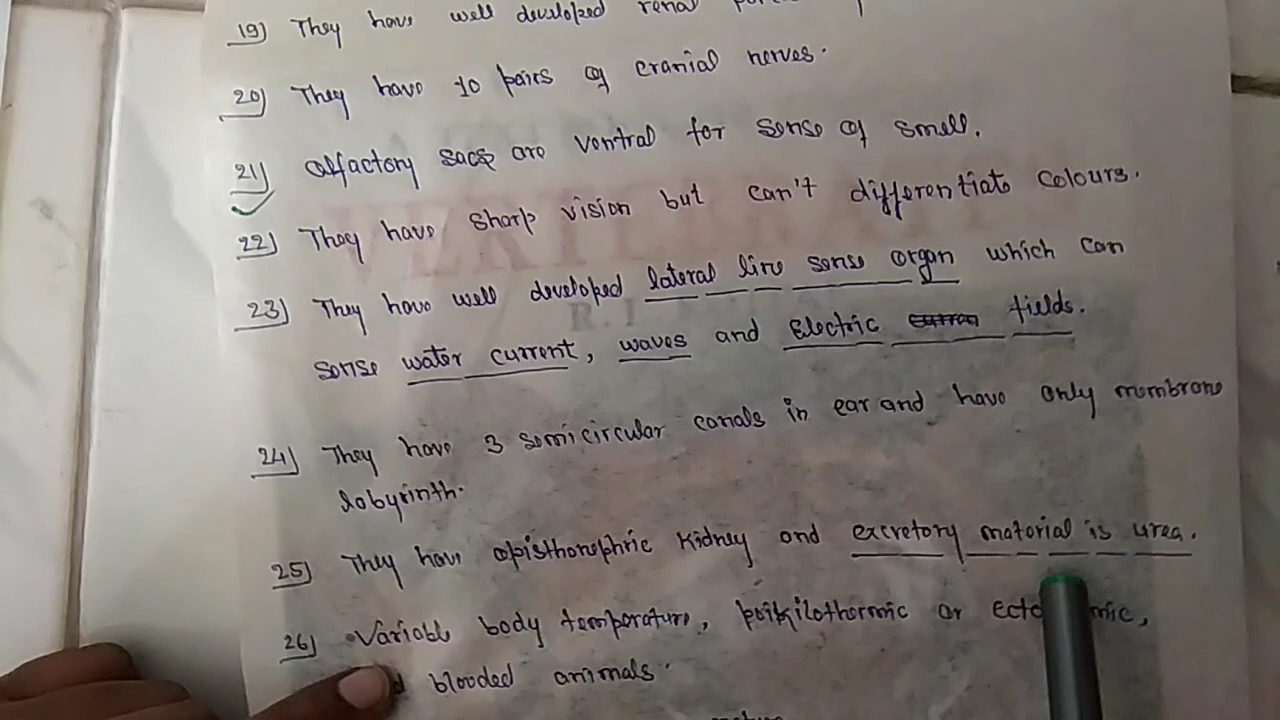 19) They have well developed renal
20) They have 10 pairs of cranial nerves.
21) Olfactory sacs are ventral for sense of smell.
22) They have sharp vision but can't differentiate colours.
23) They have well developed lateral line sense organ which can
sense water current, waves and Electric fields.
24) They have 3 semicircular canals in ear and have only membrane
labyrinth.
25) They have opisthonephric Kidney and excretory material is urea.
26) Variable body temperature, poikilothermic or
blooded animals.